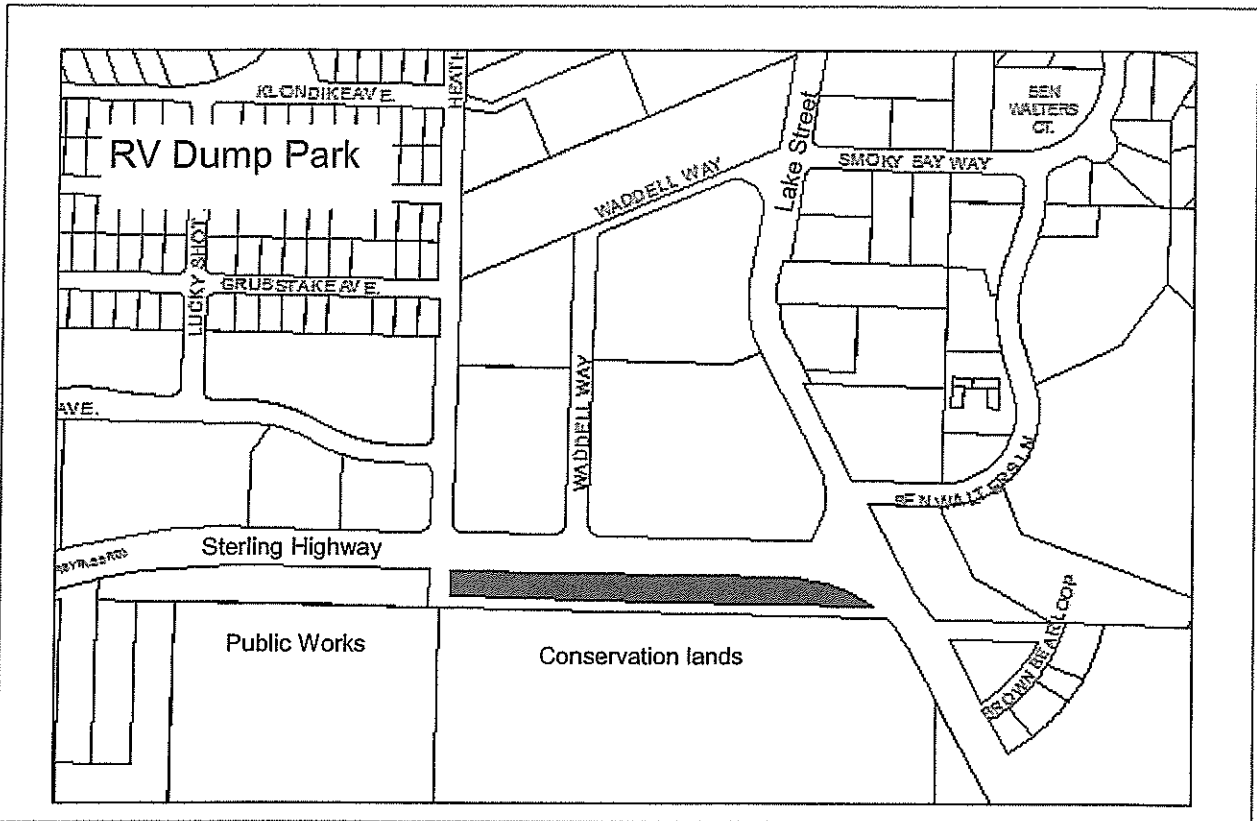 KLONDIKE AVE.
HEATH
BEN
WALTERS
CT.
RV Dump Park
Lake Street
SMOKY BAY WAY
WADDELL WAY
LUCKY SHOT
GRUBSTAKE AVE.
WADDELL WAY
AVE.
BEN WALTERS LN
Sterling Highway
BROWN BEAR LOOP
Public Works
Conservation lands